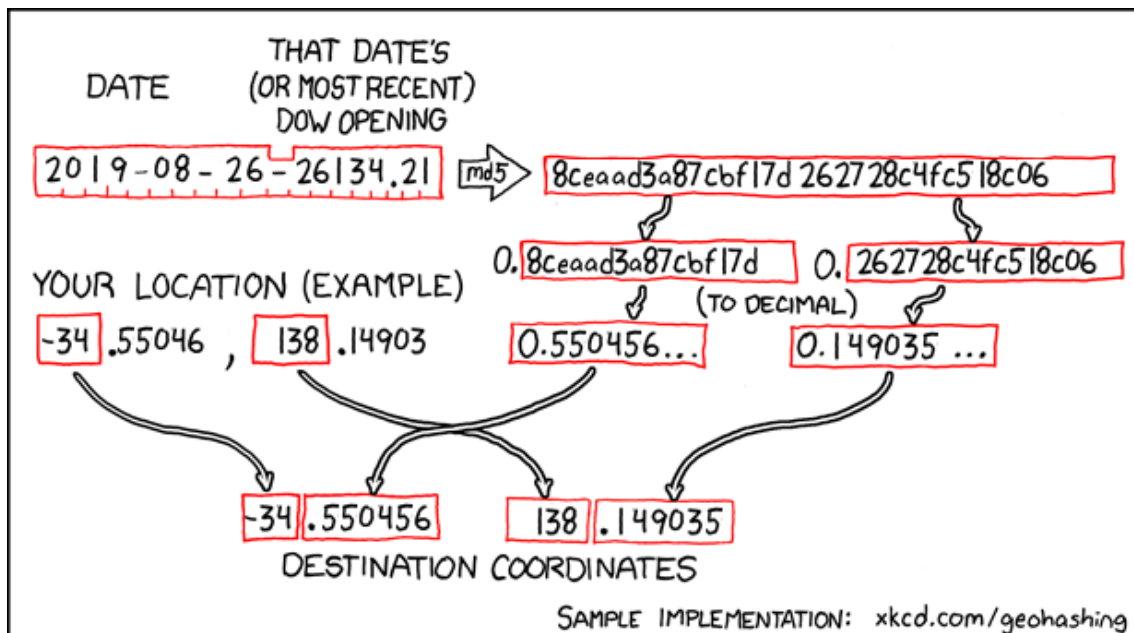 THAT DATE'S
DATE (OR MOST RECENT)
DOW OPENING
2019-08-26-26134.21 md5 8ceaad3a87cbf17d262728c4fc518c06
0.8ceaad3a87cbf17d 0.262728c4fc518c06
YOUR LOCATION (EXAMPLE) (TO DECIMAL)
-34.55046, 138.14903 0.550456... 0.149035...
-34.550456 138.149035
DESTINATION COORDINATES
SAMPLE IMPLEMENTATION: xkcd.com/geohashing